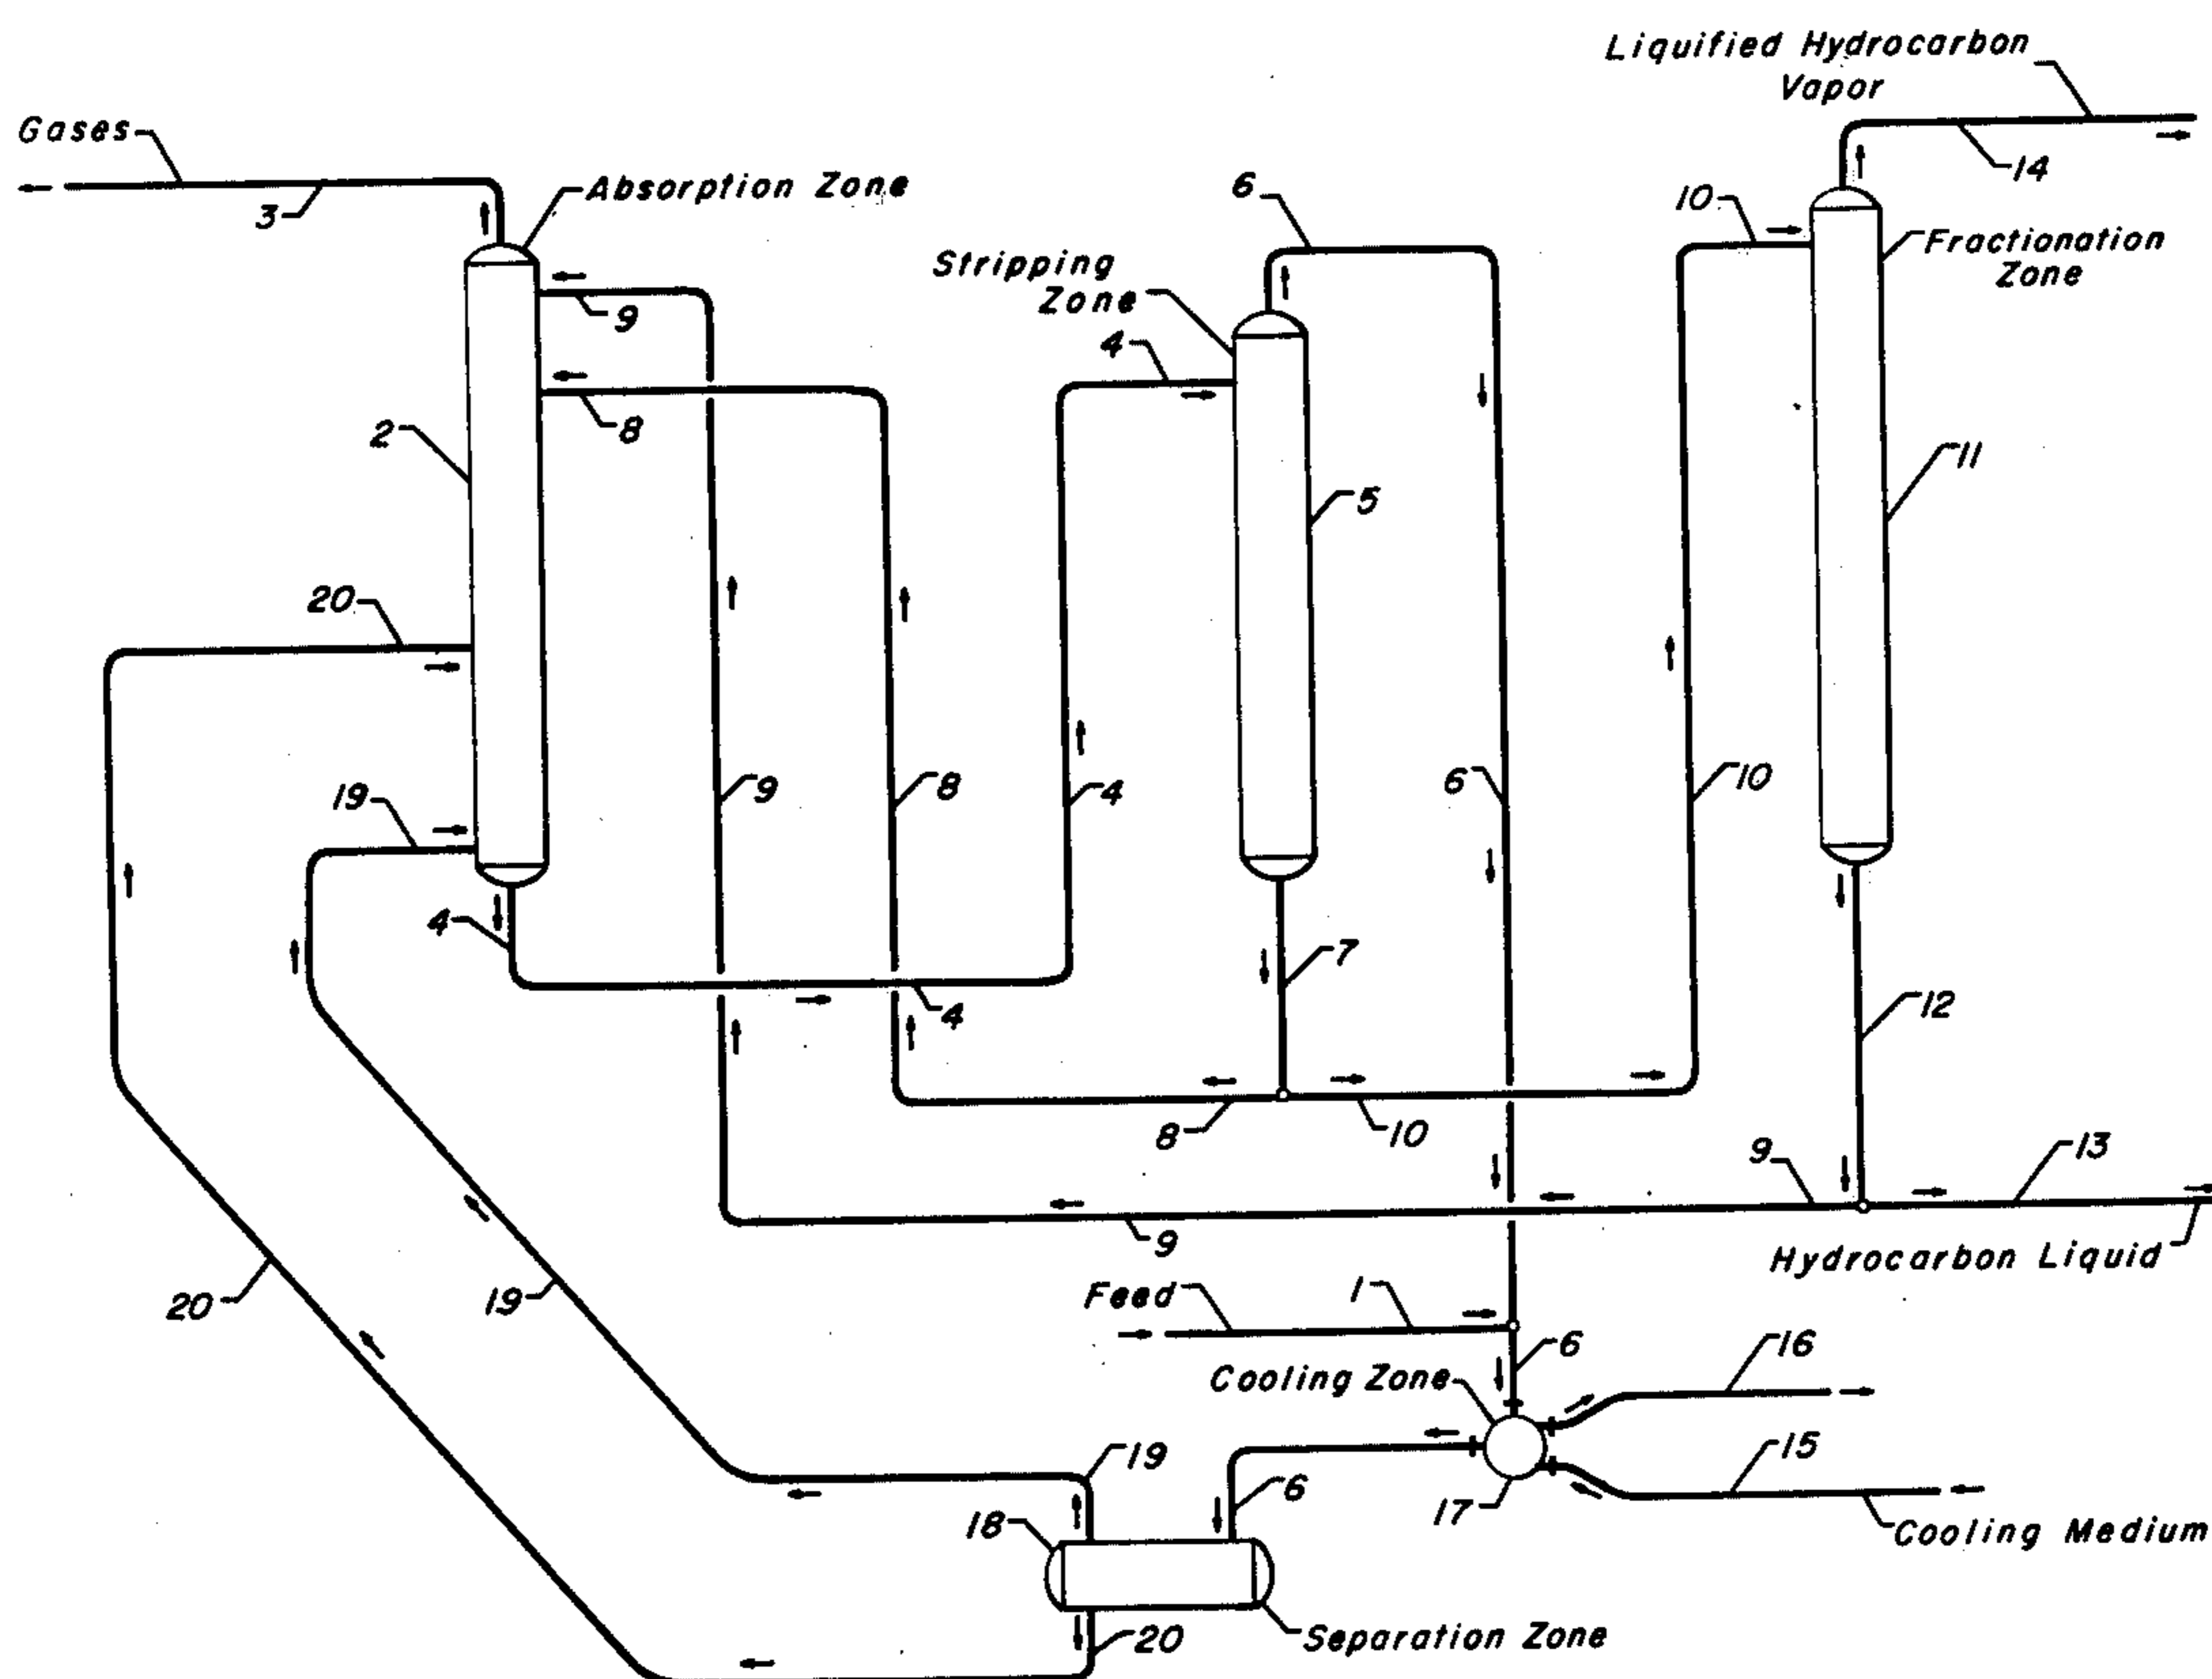 Liquified Hydrocarbon
Vapor
Gases
3
Absorption Zone
14
6
10
Fractionation
Zone
Stripping
Zone
9
4
8
2
11
5
20
19
9
8
4
6
10
4
7
4
12
8
10
9
13
9
Hydrocarbon Liquid
20
19
Feed
1
6
16
Cooling Zone
15
19
6
17
18
Cooling Medium
20
Separation Zone